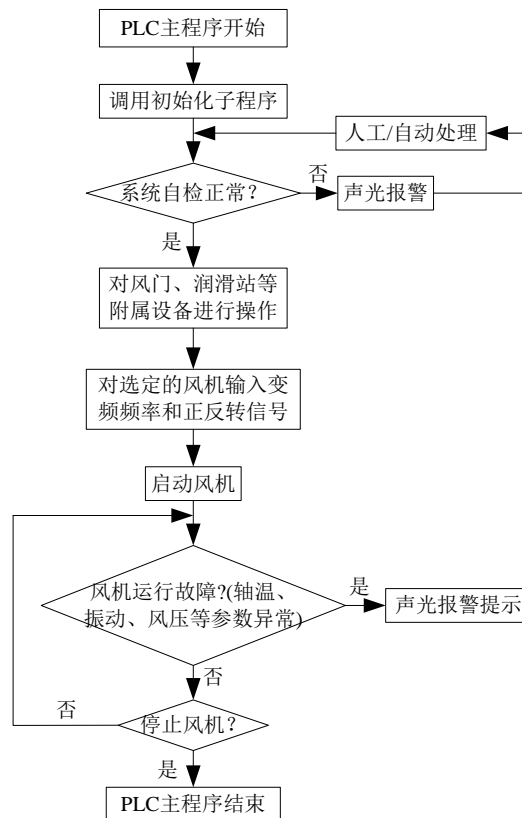 PLC主程序开始
调用初始化子程序
人工/自动处理
系统自检正常？
否
声光报警
是
对风门、润滑站等
附属设备进行操作
对选定的风机输入变
频频率和正反转信号
启动风机
风机运行故障?(轴温、
振动、风压等参数异常)
是
声光报警提示
否
否
停止风机？
是
PLC主程序结束